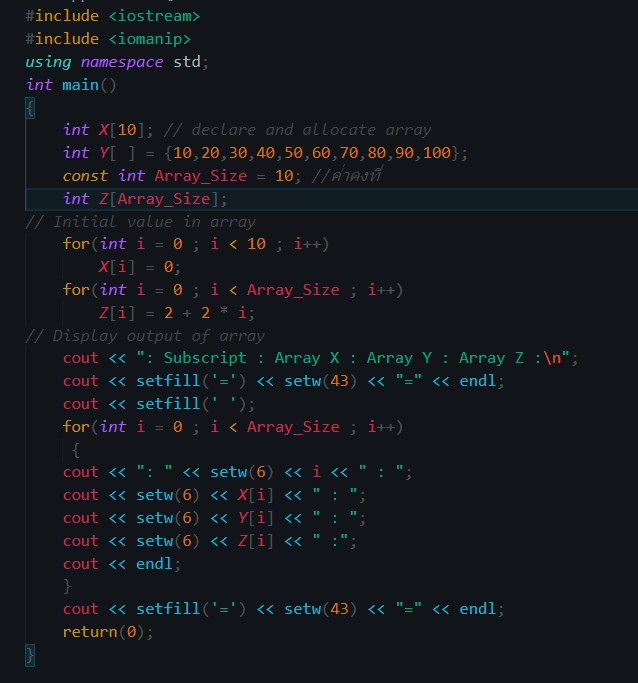 #include <iostream>
#include <iomanip>
using namespace std;
int main()
{
int X[10]; // declare and allocate array
int Y[ ] = {10,20,30,40,50,60,70,80,90,100};
const int Array_Size = 10; //ค่าคงที่
int Z[Array_Size];
// Initial value in array
for(int i = 0 ; i < 10 ; i++)
X[i] = 0;
for(int i = 0 ; i < Array_Size ; i++)
Z[i] = 2 + 2 * i;
// Display output of array
cout << ": Subscript : Array X : Array Y : Array Z :\n";
cout << setfill('=') << setw(43) << "=" << endl;
cout << setfill(' ');
for(int i = 0 ; i < Array_Size ; i++)
{
cout << ": " << setw(6) << i << " : ";
cout << setw(6) << X[i] << " : ";
cout << setw(6) << Y[i] << " : ";
cout << setw(6) << Z[i] << " :";
cout << endl;
}
cout << setfill('=') << setw(43) << "=" << endl;
return(0);
}